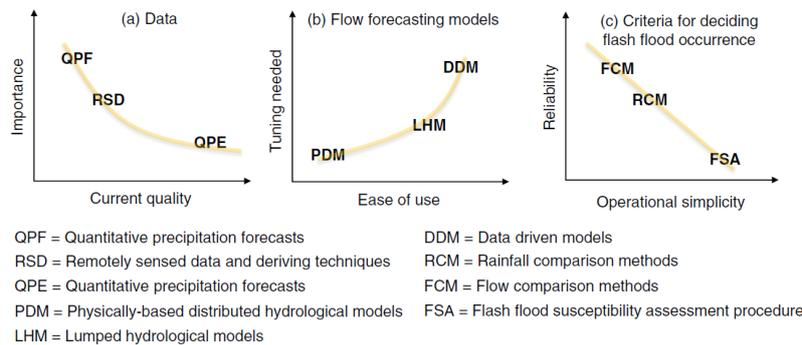 (a) Data
Importance
QPF
RSD
QPE
Current quality
(b) Flow forecasting models
Tuning needed
DDM
LHM
PDM
Ease of use
(c) Criteria for deciding
flash flood occurrence
Reliability
FCM
RCM
FSA
Operational simplicity
QPF = Quantitative precipitation forecasts
RSD = Remotely sensed data and deriving techniques
QPE = Quantitative precipitation forecasts
PDM = Physically-based distributed hydrological models
LHM = Lumped hydrological models
DDM = Data driven models
RCM = Rainfall comparison methods
FCM = Flow comparison methods
FSA = Flash flood susceptibility assessment procedure